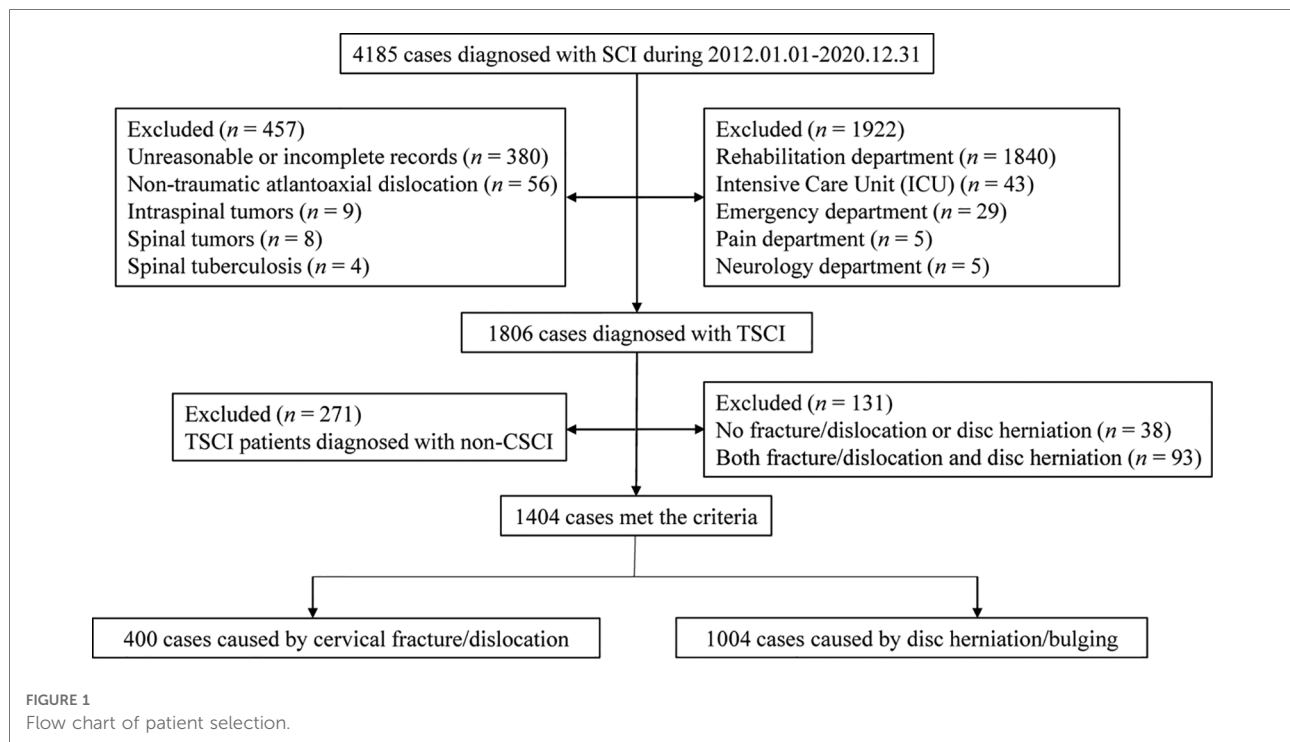 4185 cases diagnosed with SCI during 2012.01.01-2020.12.31
Excluded (n = 457)
Unreasonable or incomplete records (n = 380)
Non-traumatic atlantoaxial dislocation (n = 56)
Intraspinal tumors (n = 9)
Spinal tumors (n = 8)
Spinal tuberculosis (n = 4)
Excluded (n = 1922)
Rehabilitation department (n = 1840)
Intensive Care Unit (ICU) (n = 43)
Emergency department (n = 29)
Pain department (n = 5)
Neurology department (n = 5)
1806 cases diagnosed with TSCI
Excluded (n = 271)
TSCI patients diagnosed with non-CSCI
Excluded (n = 131)
No fracture/dislocation or disc herniation (n = 38)
Both fracture/dislocation and disc herniation (n = 93)
1404 cases met the criteria
400 cases caused by cervical fracture/dislocation
1004 cases caused by disc herniation/bulging
FIGURE 1
Flow chart of patient selection.